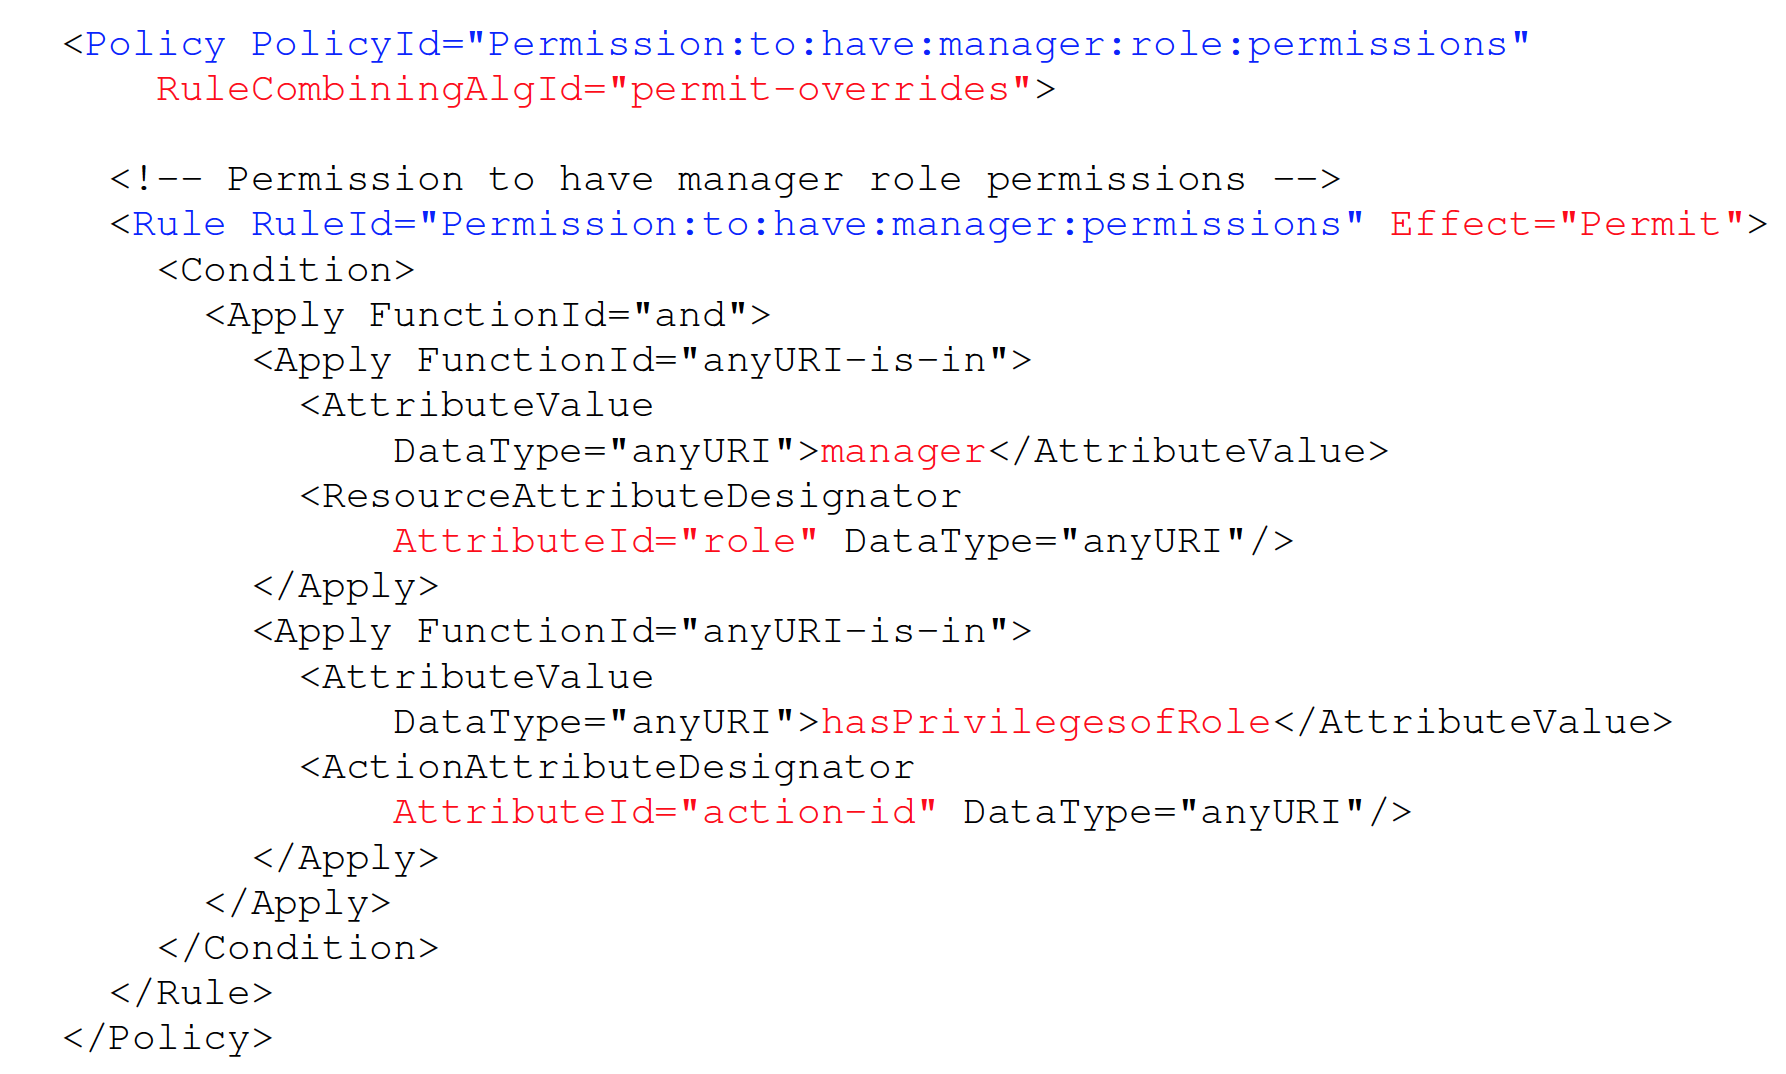 <Policy PolicyId="Permission:to:have:manager:role:permissions"
RuleCombiningAlgId="permit-overrides">
<!-- Permission to have manager role permissions -->
<Rule RuleId="Permission:to:have:manager:permissions" Effect="Permit">
<Condition>
<Apply FunctionId="and">
<Apply FunctionId="anyURI-is-in">
<AttributeValue
DataType="anyURI">manager</AttributeValue>
<ResourceAttributeDesignator
AttributeId="role" DataType="anyURI"/>
</Apply>
<Apply FunctionId="anyURI-is-in">
<AttributeValue
DataType="anyURI">hasPrivilegesofRole</AttributeValue>
<ActionAttributeDesignator
AttributeId="action-id" DataType="anyURI"/>
</Apply>
</Apply>
</Condition>
</Rule>
</Policy>